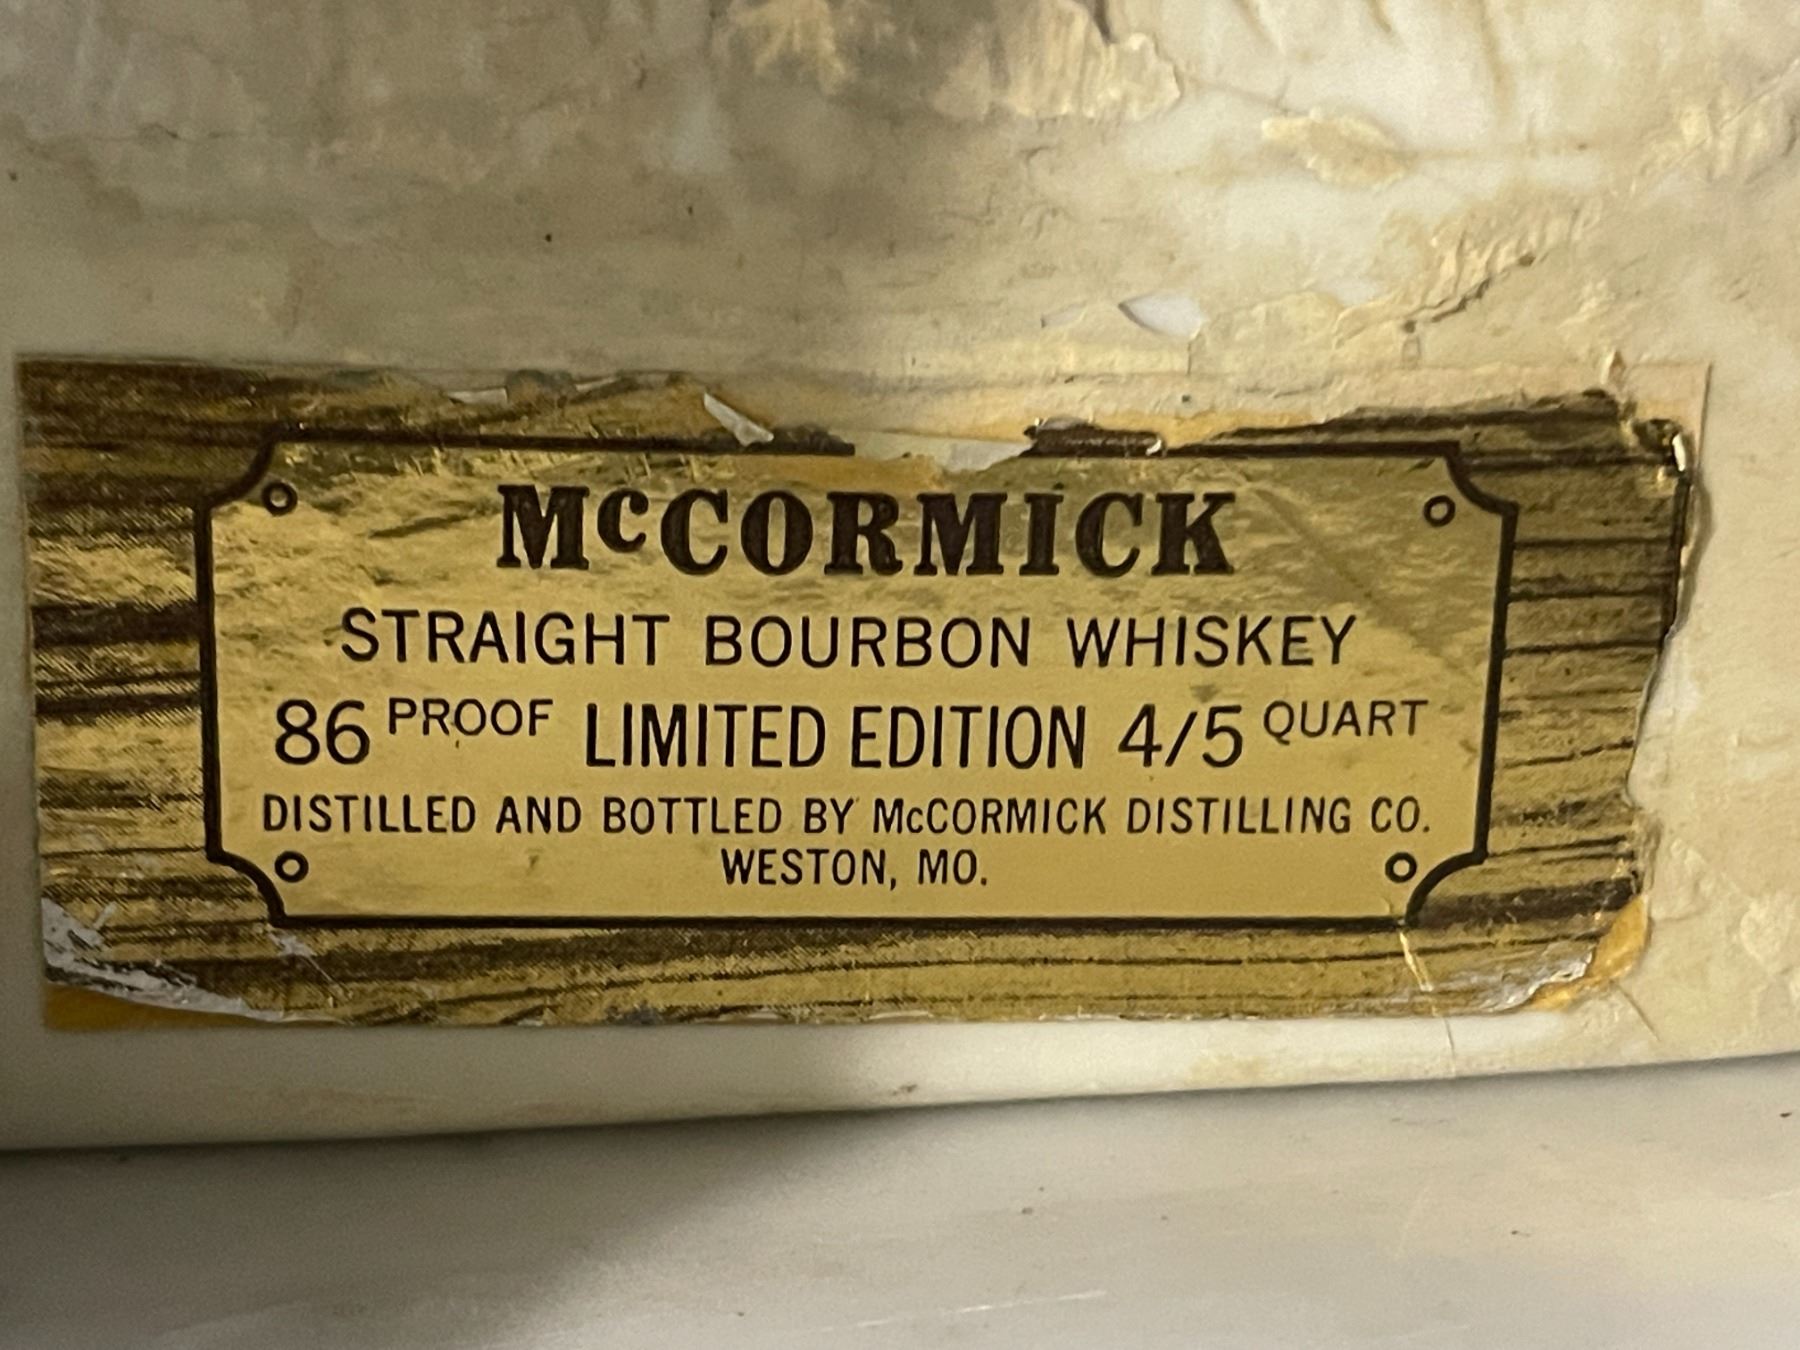 McCORMICK
STRAIGHT BOURBON WHISKEY
86 PROOF LIMITED EDITION 4/5 QUART
DISTILLED AND BOTTLED BY McCORMICK DISTILLING CO.
WESTON, MO.